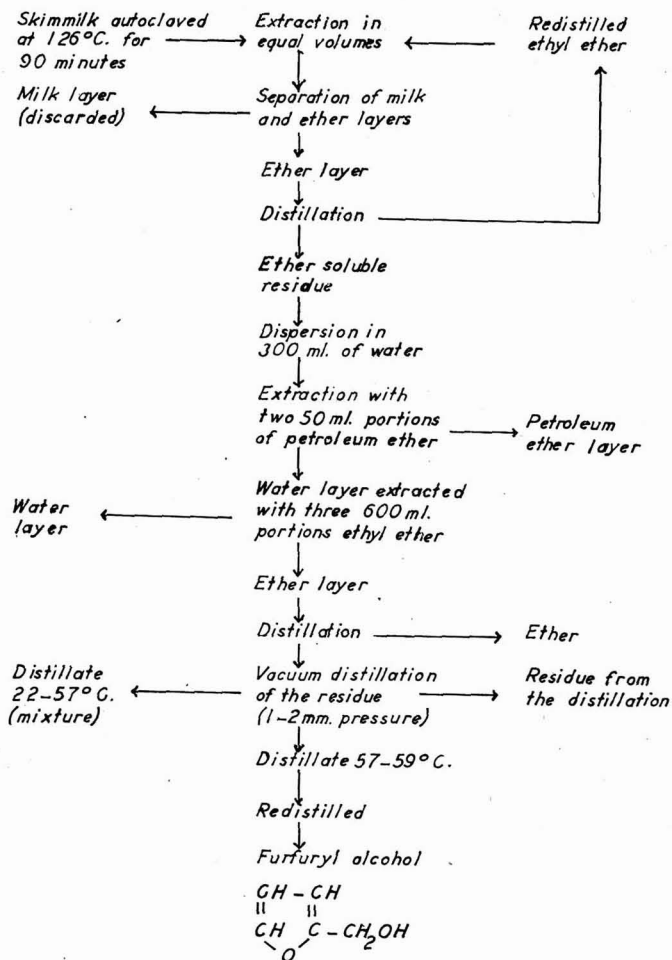 Skimmilk autoclaved
at 126°C. for
90 minutes
Extraction in
equal volumes
Redistilled
ethyl ether
Milk layer
(discarded)
Separation of milk
and ether layers
Ether layer
Distillation
Ether soluble
residue
Dispersion in
300 ml. of water
Extraction with
two 50 ml. portions
of petroleum ether
Petroleum
ether layer
Water
layer
Water layer extracted
with three 600 ml.
portions ethyl ether
Ether layer
Distillation
Ether
Distillate
22–57°C.
(mixture)
Vacuum distillation
of the residue
(1–2mm. pressure)
Residue from
the distillation
Distillate 57–59°C.
Redistilled
Furfuryl alcohol
CH – CH
CH C – CH2OH
O